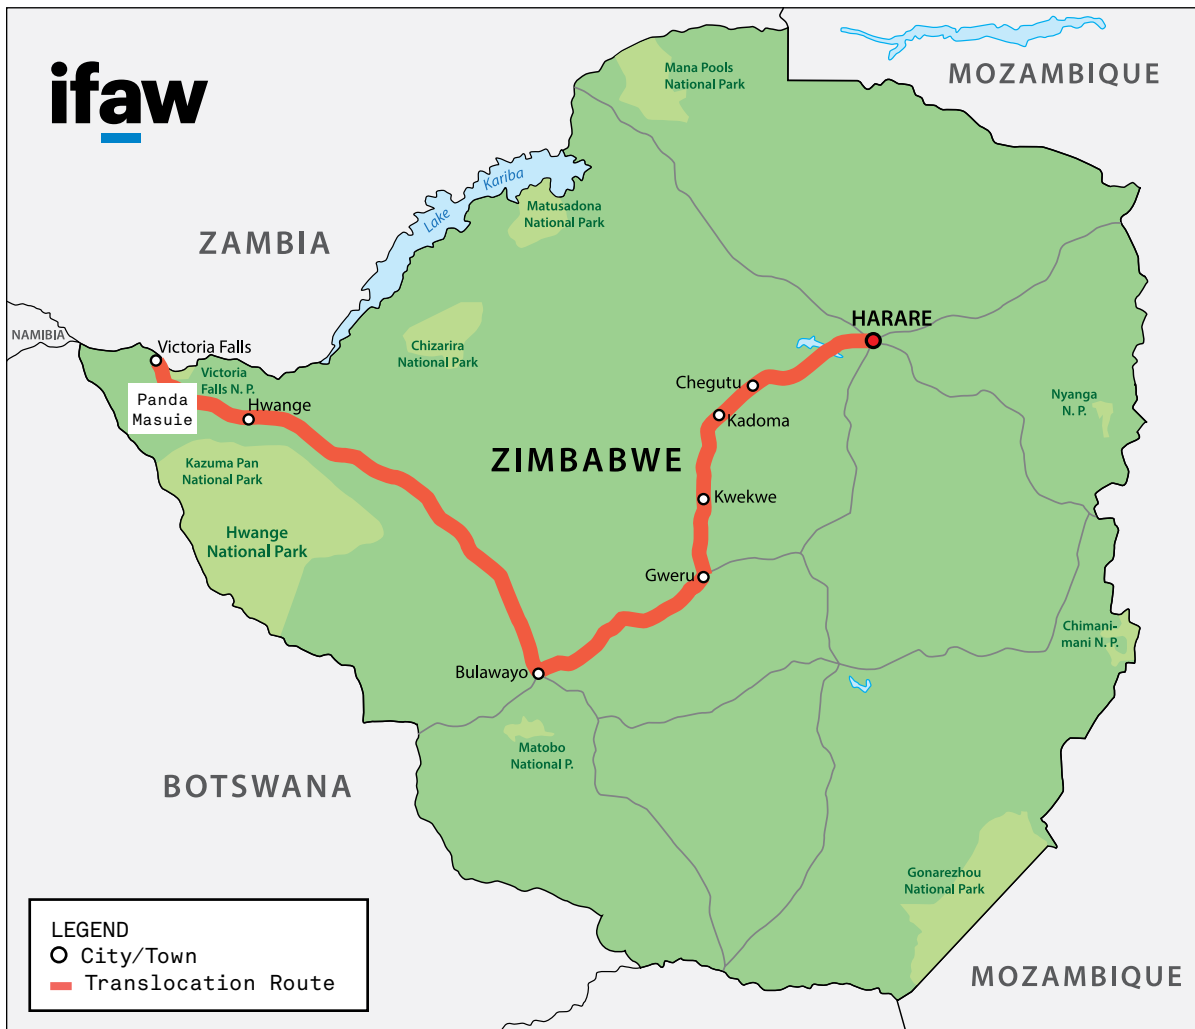 ifaw
MOZAMBIQUE
Mana Pools
National Park
Lake Kariba
Matusadona
National Park
ZAMBIA
NAMIBIA
Victoria Falls
Victoria
Falls N. P.
Panda
Masuie
Hwange
Chizarira
National Park
HARARE
Chegutu
Kadoma
Nyanga
N. P.
ZIMBABWE
Kazuma Pan
National Park
Hwange
National Park
Kwekwe
Gweru
Chimani-
mani N. P.
Bulawayo
Matobo
National P.
BOTSWANA
Gonarezhou
National Park
MOZAMBIQUE
LEGEND
City/Town
Translocation Route